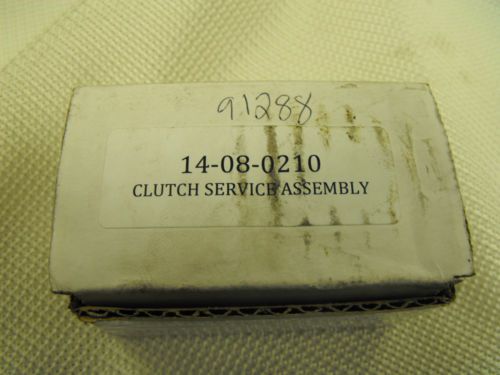 91288
14-08-0210
CLUTCH SERVICE ASSEMBLY